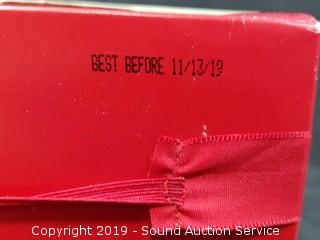 BEST BEFORE 11/13/19
Copyright 2019 - Sound Auction Service